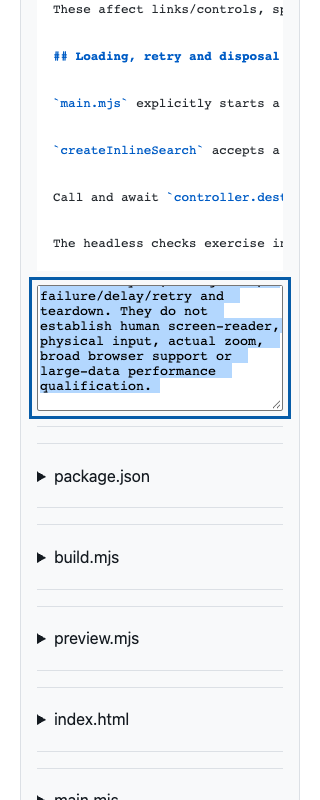 These affect links/controls, sp
## Loading, retry and disposal
`main.mjs` explicitly starts a
`createInlineSearch` accepts a
Call and await `controller.dest
The headless checks exercise in
failure/delay/retry and
teardown. They do not
establish human screen-reader,
physical input, actual zoom,
broad browser support or
large-data performance
qualification.
package.json
build.mjs
preview.mjs
index.html
main.mjs